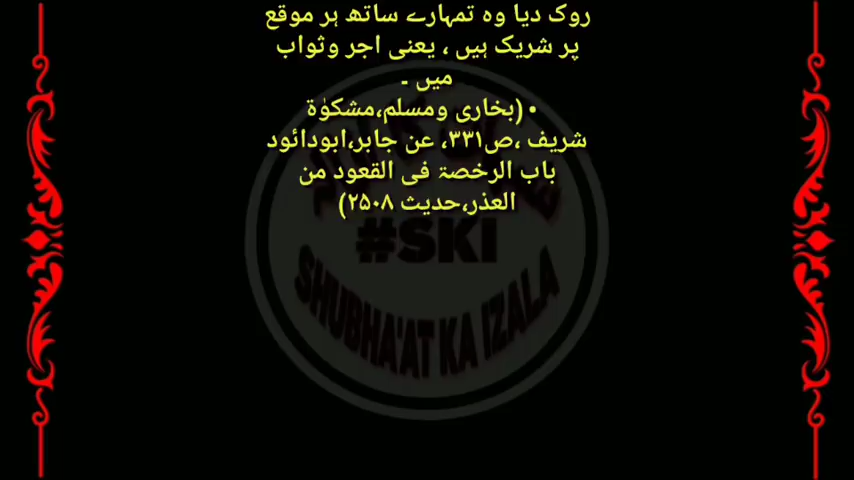 روک دیا وہ تمہارے ساتھ ہر موقع
پر شریک ہیں ، یعنی اجر وثواب
میں ۔
• (بخاری ومسلم،مشکوٰۃ
شریف ،ص۳۳۱، عن جابر،ابودائود
باب الرخصۃ فی القعود من
العذر،حدیث ۲۵۰۸)
#SKI
SHUBHA'AT KA IZALA